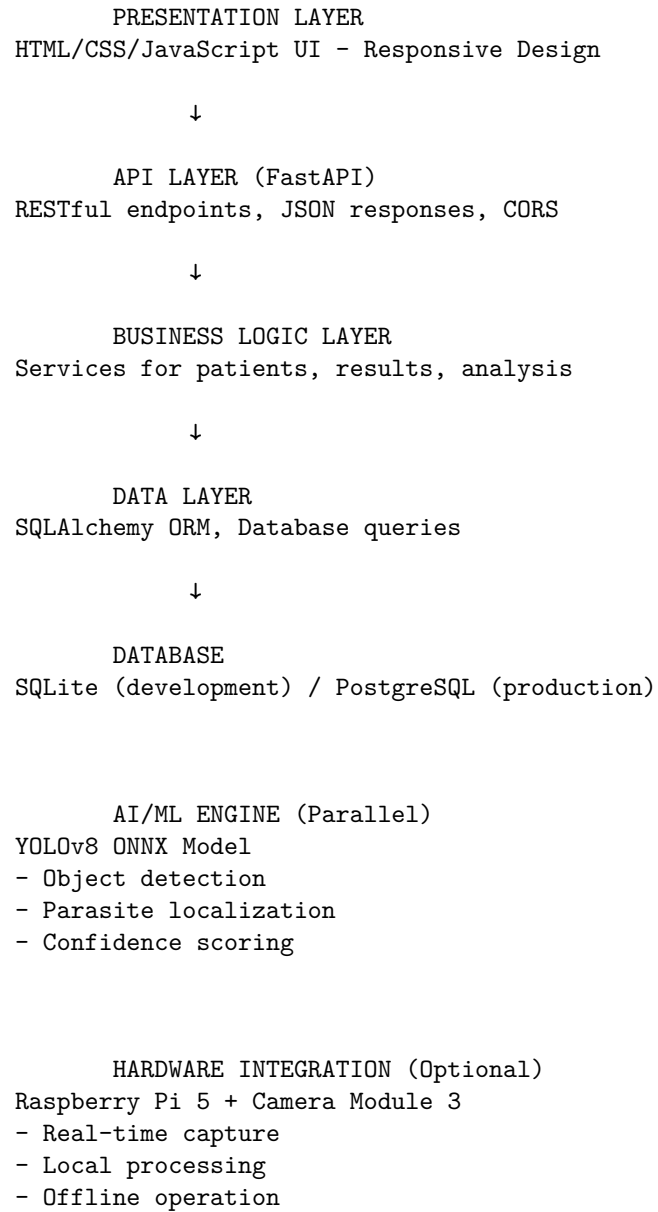 PRESENTATION LAYER
HTML/CSS/JavaScript UI - Responsive Design
↓
API LAYER (FastAPI)
RESTful endpoints, JSON responses, CORS
↓
BUSINESS LOGIC LAYER
Services for patients, results, analysis
↓
DATA LAYER
SQLAlchemy ORM, Database queries
↓
DATABASE
SQLite (development) / PostgreSQL (production)
AI/ML ENGINE (Parallel)
YOLOv8 ONNX Model
- Object detection
- Parasite localization
- Confidence scoring
HARDWARE INTEGRATION (Optional)
Raspberry Pi 5 + Camera Module 3
- Real-time capture
- Local processing
- Offline operation